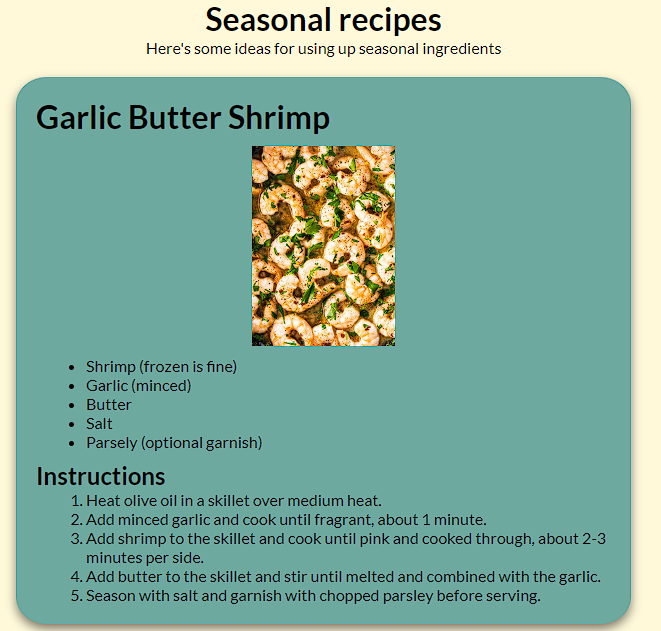 Seasonal recipes
Here's some ideas for using up seasonal ingredients
Garlic Butter Shrimp
• Shrimp (frozen is fine)
• Garlic (minced)
• Butter
• Salt
• Parsely (optional garnish)
Instructions
1. Heat olive oil in a skillet over medium heat.
2. Add minced garlic and cook until fragrant, about 1 minute.
3. Add shrimp to the skillet and cook until pink and cooked through, about 2-3
minutes per side.
4. Add butter to the skillet and stir until melted and combined with the garlic.
5. Season with salt and garnish with chopped parsley before serving.